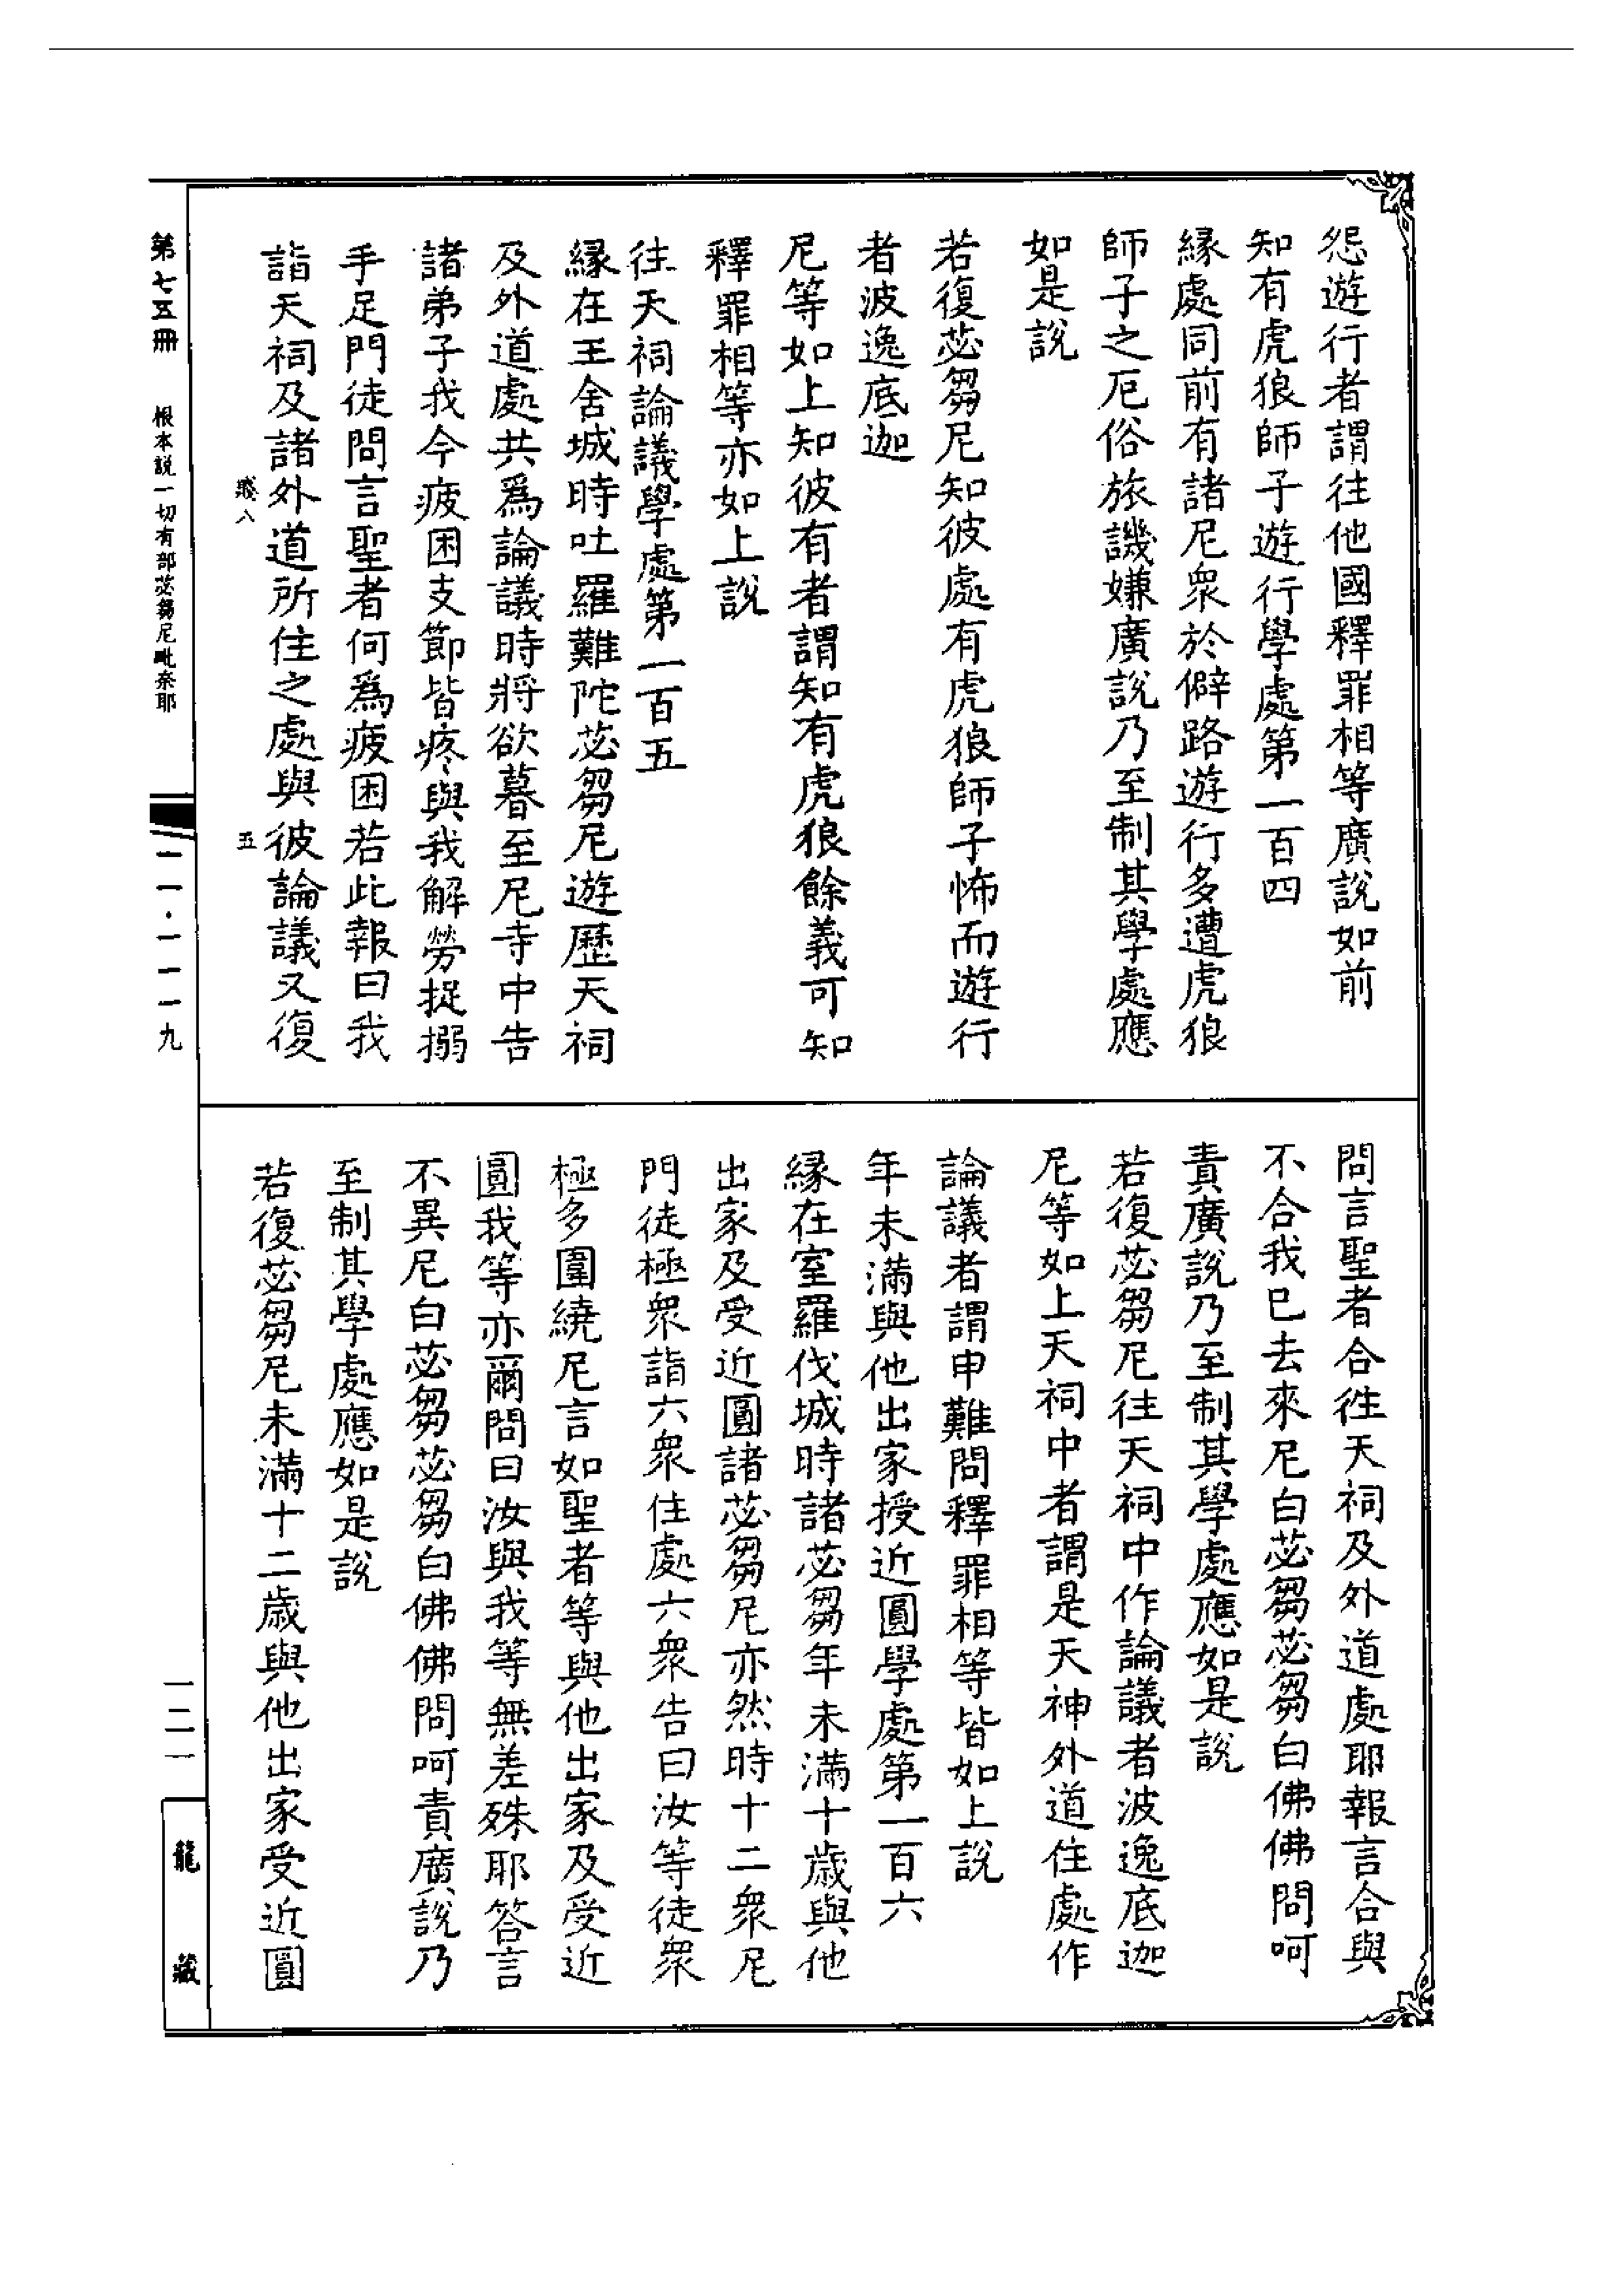 怨遊行者謂往他國釋罪相等廣說如前
知有虎狼師子遊行學處第一百四
緣處同前有諸尼衆於僻路遊行多遭虎狼
師子之厄俗旅譏嫌廣說乃至制其學處應
如是說
若復苾芻尼知彼處有虎狼師子怖而遊行
者波逸底迦
尼等如上知彼有者謂知有虎狼餘義可知
釋罪相等亦如上說
往天祠論議學處第一百五
緣在王舍城時吐羅難陀苾芻尼遊歷天祠
及外道處共爲論議時將欲暮至尼寺中告
諸弟子我今疲困支節皆疼與我解勞捉搦
手足門徒問言聖者何爲疲困若此報曰我
詣天祠及諸外道所住之處與彼論議又復
問言聖者合徃天祠及外道處耶報言合與
不合我已去來尼白苾芻苾芻白佛佛問呵
責廣說乃至制其學處應如是說
若復苾芻尼往天祠中作論議者波逸底迦
尼等如上天祠中者謂是天神外道住處作
論議者謂申難問釋罪相等皆如上說
年未滿與他出家授近圓學處第一百六
緣在室羅伐城時諸苾芻年未滿十歲與他
出家及受近圓諸苾芻尼亦然時十二衆尼
門徒極衆詣六衆住處六衆告曰汝等徒衆
極多圍繞尼言如聖者等與他出家及受近
圓我等亦爾問曰汝與我等無差殊耶答言
不異尼白苾芻苾芻白佛佛問呵責廣說乃
至制其學處應如是說
若復苾芻尼未滿十二歲與他出家受近圓
八
五
第七五冊
根本說一切有部苾芻尼毗奈耶
一一·一一一九
一二一
龍藏